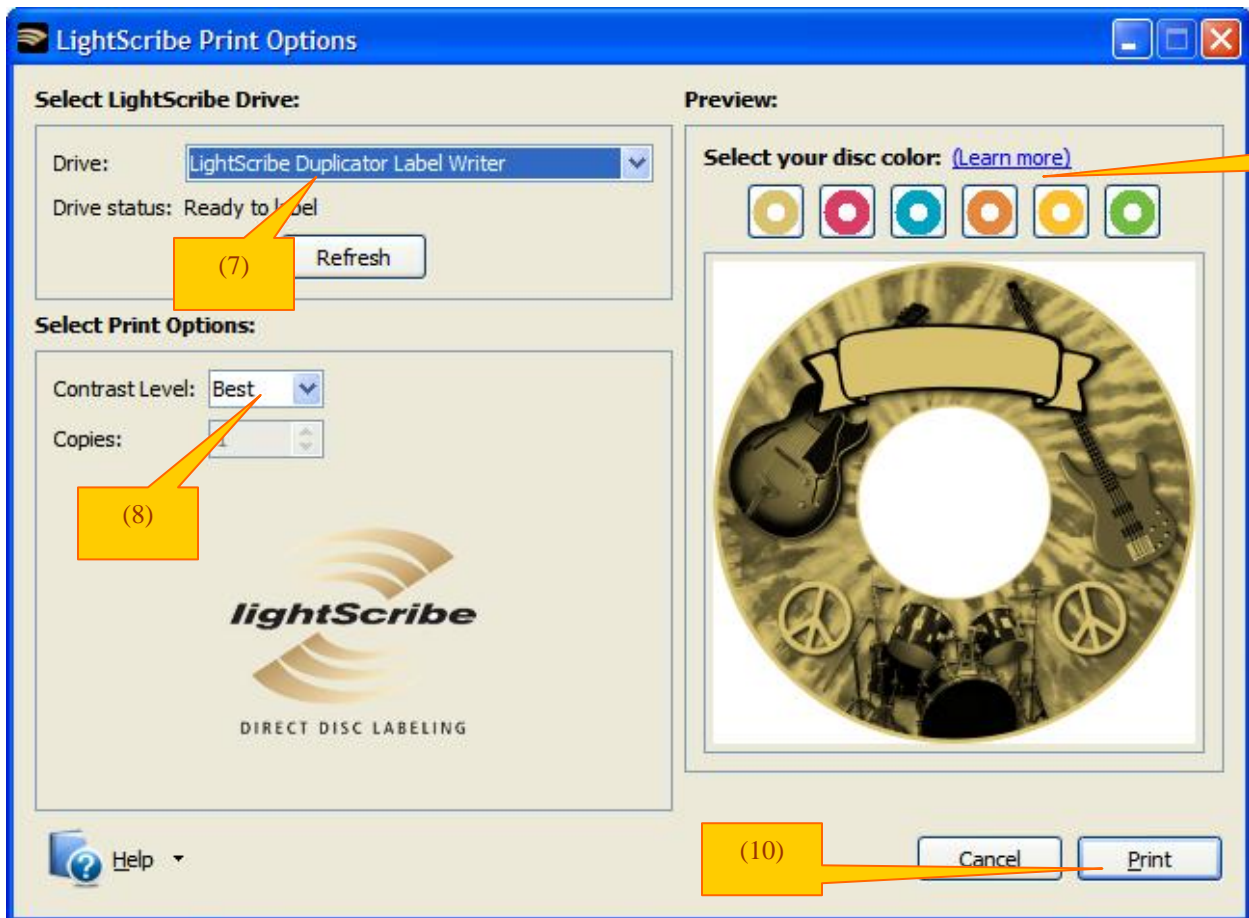 LightScribe Print Options
Select LightScribe Drive:
Drive: LightScribe Duplicator Label Writer
Drive status: Ready to label
(7)
Refresh
Select Print Options:
Contrast Level: Best
Copies: 1
(8)
lightScribe
DIRECT DISC LABELING
Preview:
Select your disc color: (Learn more)
Help
(10)
Cancel
Print